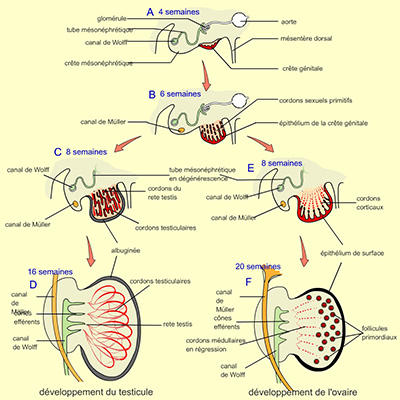 A 4 semaines
glomérule
tube mésonéphrétique
canal de Wolff
crête mésonéphrétique
aorte
mésentère dorsal
crête génitale
B
6 semaines
canal de Müller
cordons sexuels primitifs
épithélium de la crête génitale
C 8 semaines
canal de Wolff
canal de Müller
tube mésonéphrétique
en dégénérescence
cordons du
rete testis
cordons testiculaires
albuginée
E 8 semaines
canal de Wolff
canal de Müller
cordons
corticaux
épithélium de surface
16 semaines
D
canal
de
Müller
cônes
efférents
canal
de Wolff
cordons testiculaires
rete testis
développement du testicule
20 semaines
F
canal
de
Müller
cônes
efférents
cordons médullaires
en régression
canal
de Wolff
follicules
primordiaux
développement de l'ovaire